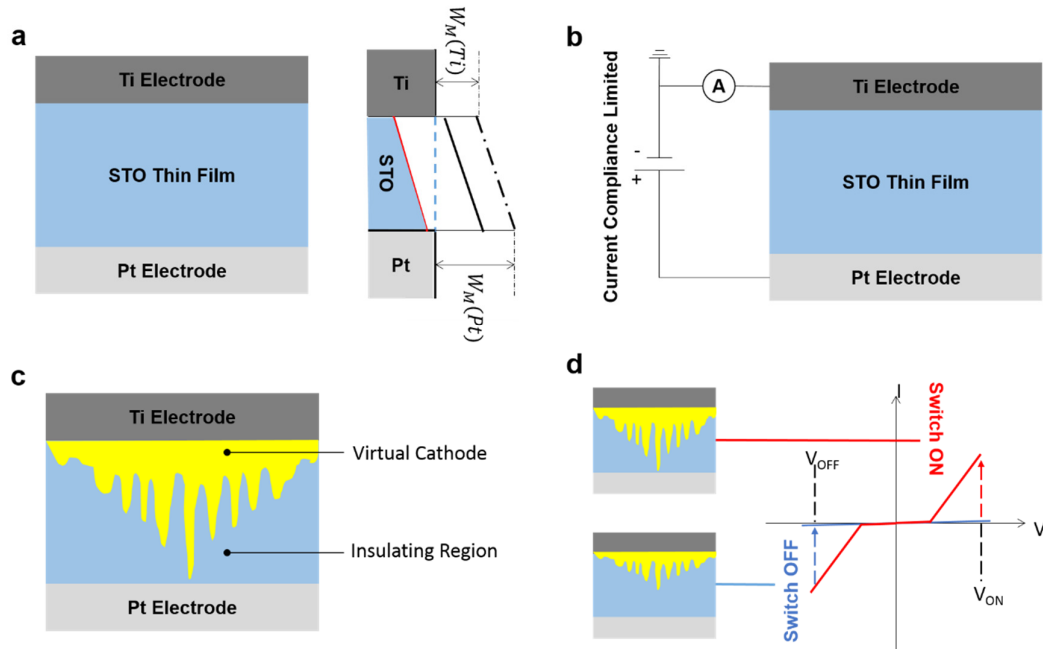 a
Ti Electrode
STO Thin Film
Pt Electrode
W_M(Ti)
Ti
STO
Pt
W_M(Pt)
b
Current Compliance Limited
-
+
A
Ti Electrode
STO Thin Film
Pt Electrode
c
Ti Electrode
Virtual Cathode
Insulating Region
Pt Electrode
d
I
Switch ON
V_OFF
V
Switch OFF
V_ON